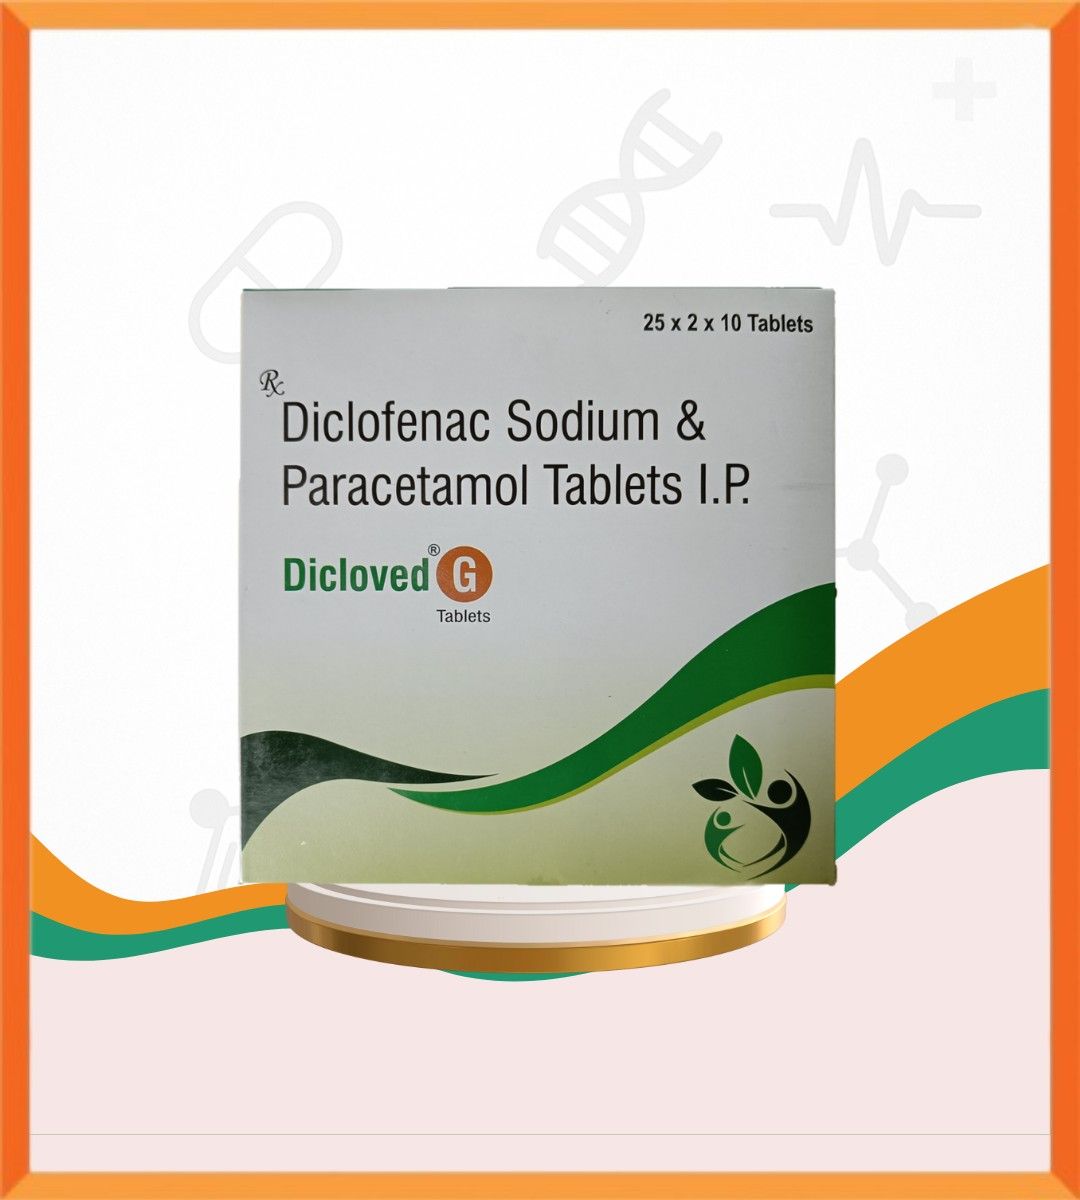 25 x 2 x 10 Tablets
Rx
Diclofenac Sodium &
Paracetamol Tablets I.P.
Dicloved® G
Tablets